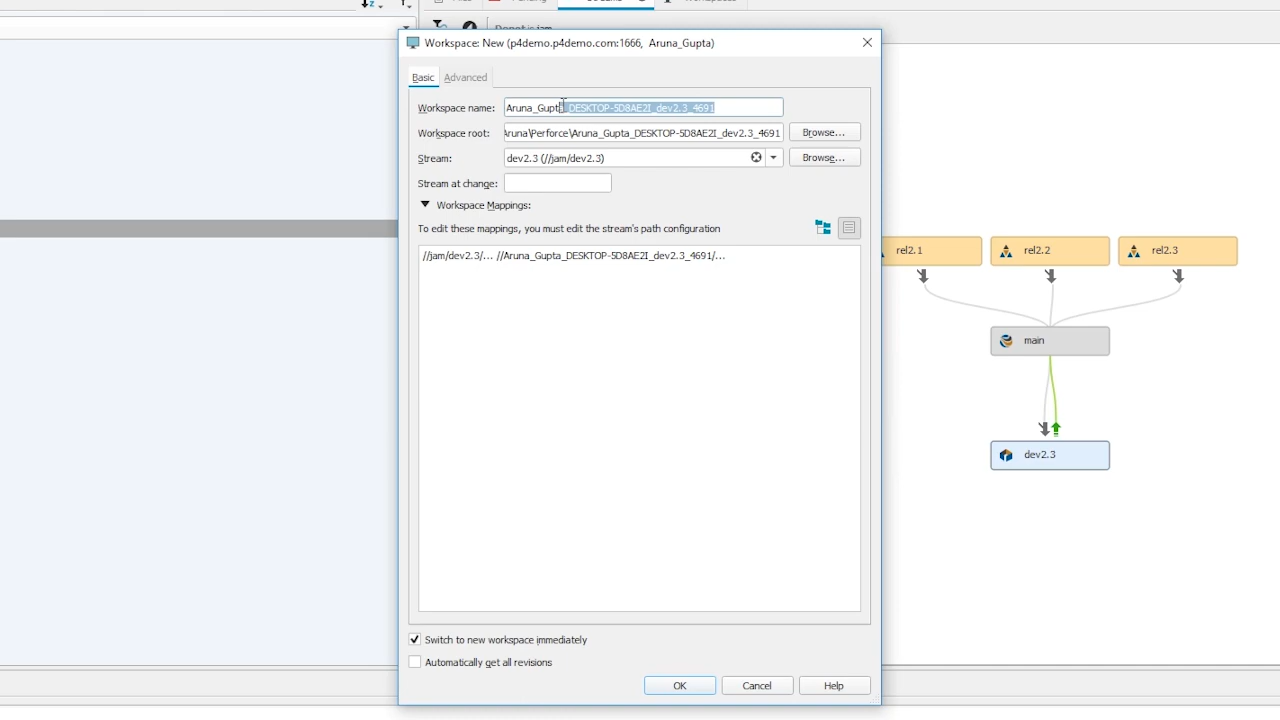 Workspace: New (p4demo.p4demo.com:1666, Aruna_Gupta)
Basic Advanced
Workspace name: Aruna_Gupta_DESKTOP-5D8AE2I_dev2.3_4691
Workspace root: Aruna\Perforce\Aruna_Gupta_DESKTOP-5D8AE2I_dev2.3_4691 Browse...
Stream: dev2.3 (//jam/dev2.3) Browse...
Stream at change:
Workspace Mappings:
To edit these mappings, you must edit the stream's path configuration
//jam/dev2.3/... //Aruna_Gupta_DESKTOP-5D8AE2I_dev2.3_4691/...
rel2.1 rel2.2 rel2.3
main
dev2.3
Switch to new workspace immediately
Automatically get all revisions
OK Cancel Help